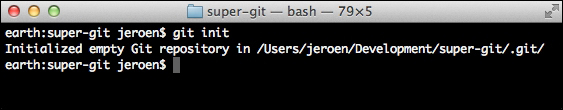 super-git — bash — 79×5
earth:super-git jeroen$ git init
Initialized empty Git repository in /Users/jeroen/Development/super-git/.git/
earth:super-git jeroen$